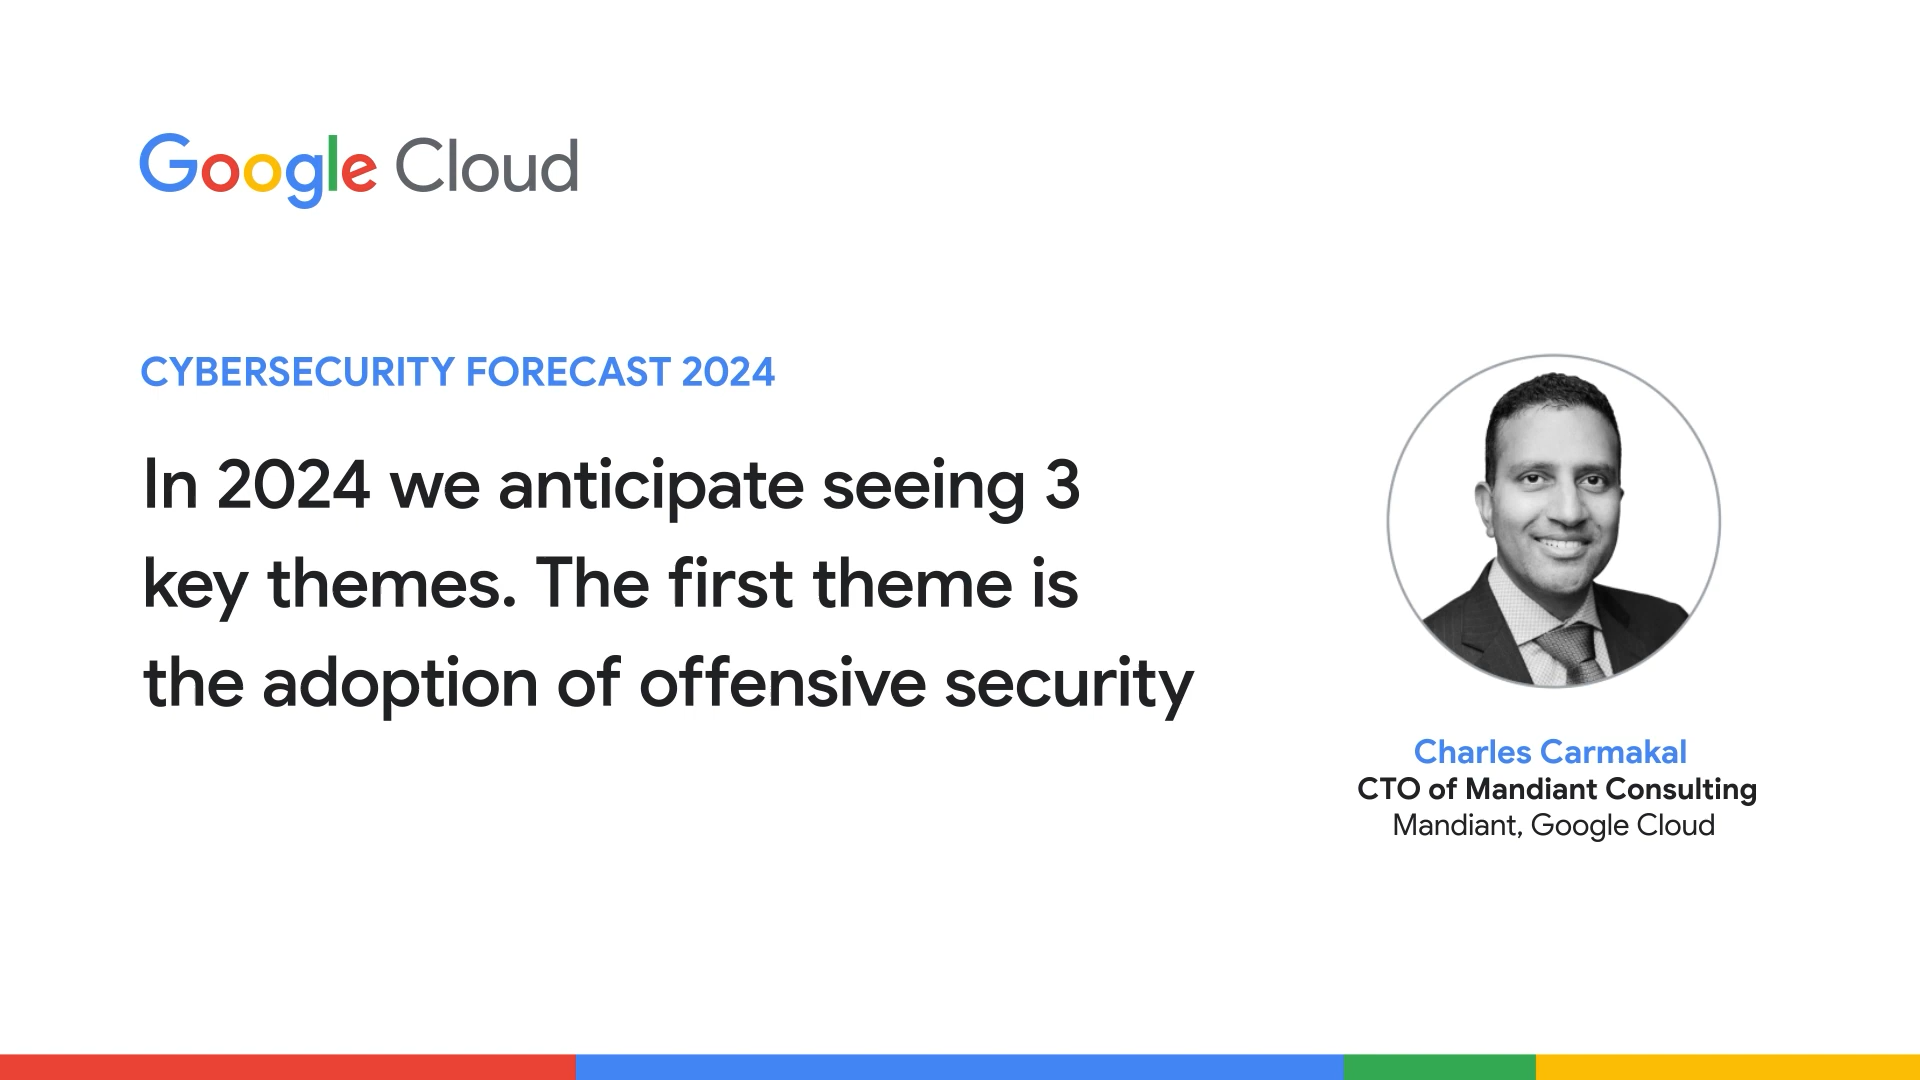 Google Cloud
CYBERSECURITY FORECAST 2024
In 2024 we anticipate seeing 3
key themes. The first theme is
the adoption of offensive security
Charles Carmakal
CTO of Mandiant Consulting
Mandiant, Google Cloud